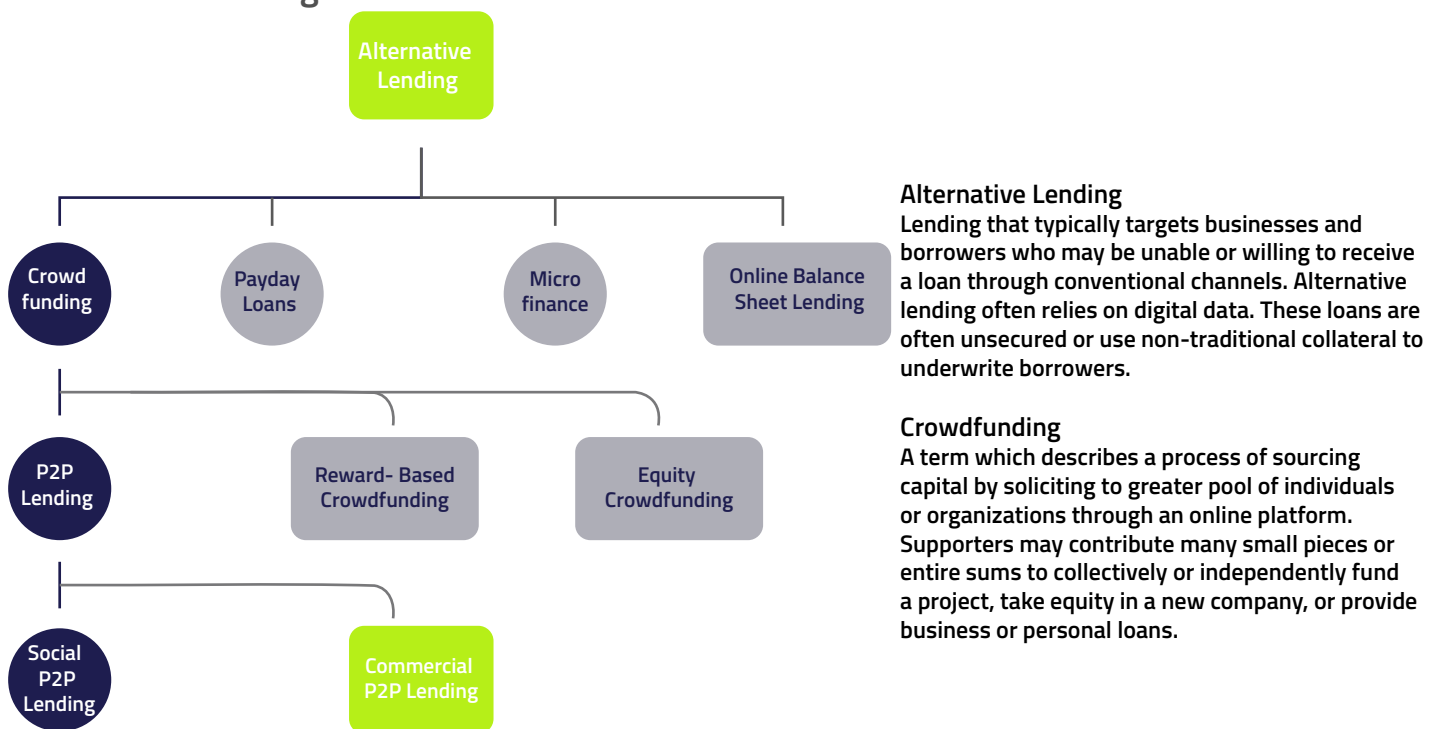 Alternative
Lending
Crowd
funding
Payday
Loans
Micro
finance
Online Balance
Sheet Lending
P2P
Lending
Reward- Based
Crowdfunding
Equity
Crowdfunding
Social
P2P
Lending
Commercial
P2P Lending
Alternative Lending
Lending that typically targets businesses and
borrowers who may be unable or willing to receive
a loan through conventional channels. Alternative
lending often relies on digital data. These loans are
often unsecured or use non-traditional collateral to
underwrite borrowers.
Crowdfunding
A term which describes a process of sourcing
capital by soliciting to greater pool of individuals
or organizations through an online platform.
Supporters may contribute many small pieces or
entire sums to collectively or independently fund
a project, take equity in a new company, or provide
business or personal loans.